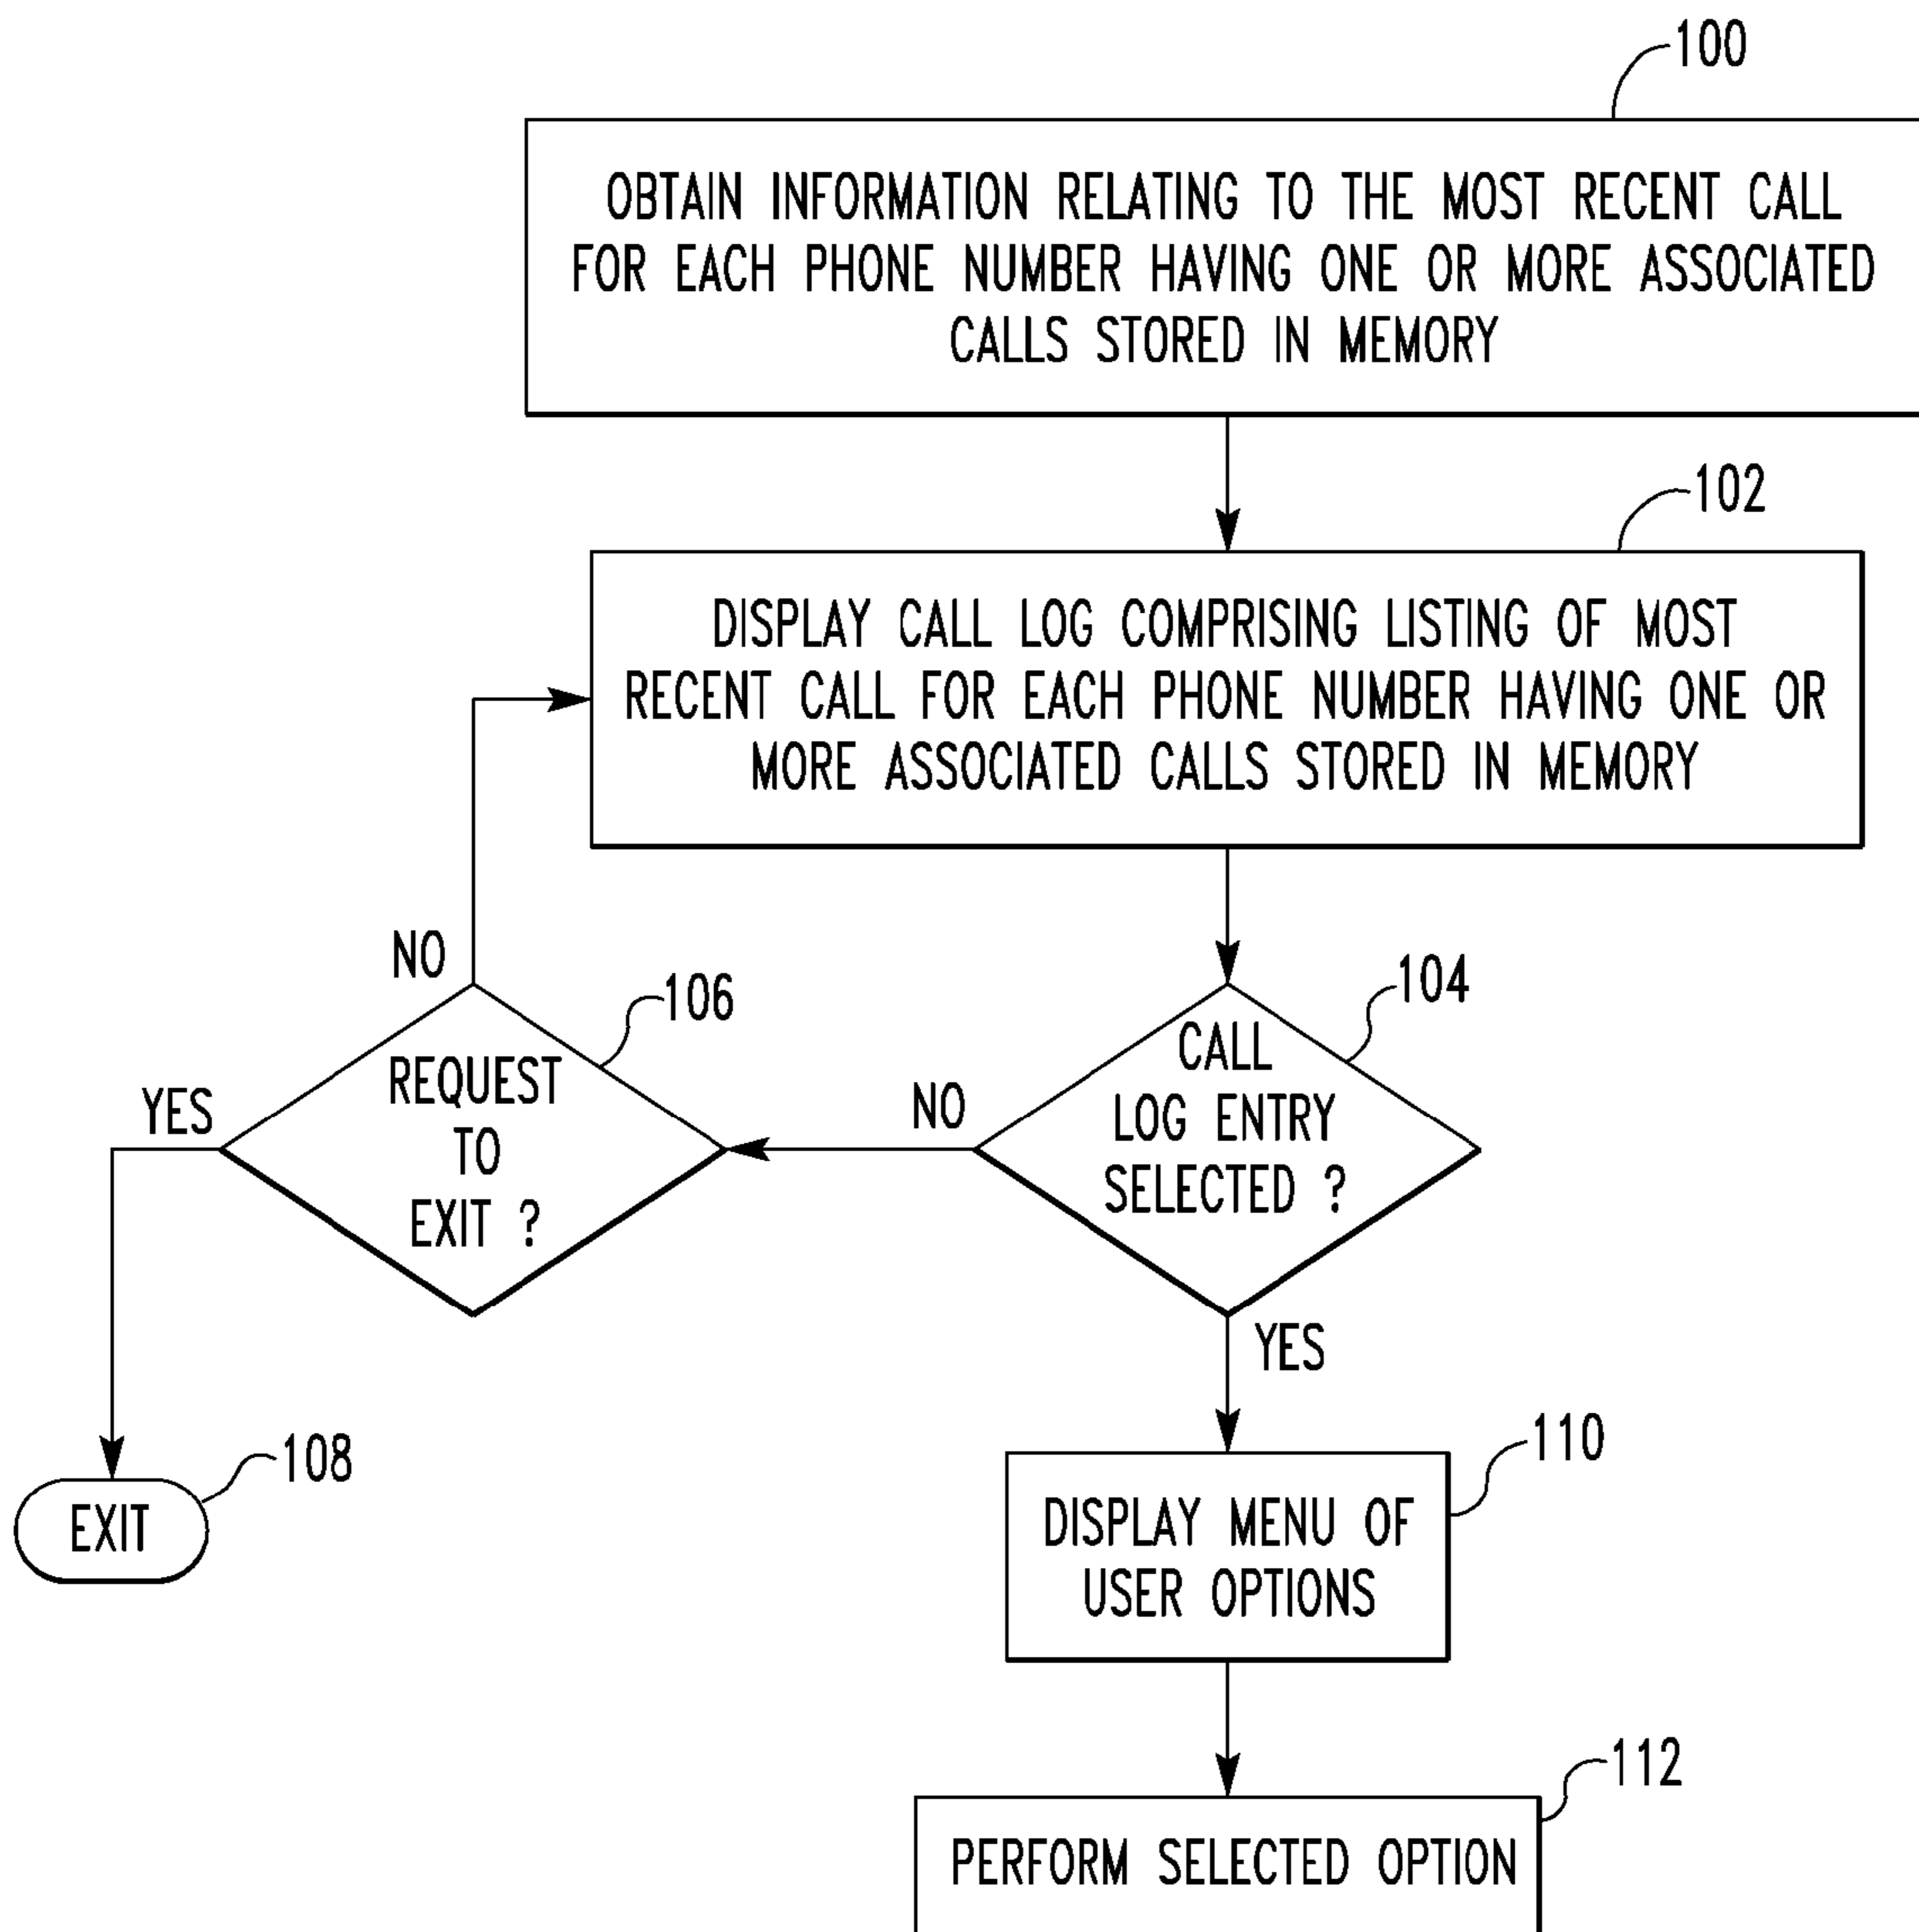 100
OBTAIN INFORMATION RELATING TO THE MOST RECENT CALL
FOR EACH PHONE NUMBER HAVING ONE OR MORE ASSOCIATED
CALLS STORED IN MEMORY
102
DISPLAY CALL LOG COMPRISING LISTING OF MOST
RECENT CALL FOR EACH PHONE NUMBER HAVING ONE OR
MORE ASSOCIATED CALLS STORED IN MEMORY
NO
106
104
REQUEST
TO
EXIT ?
YES
NO
CALL
LOG ENTRY
SELECTED ?
YES
108
EXIT
110
DISPLAY MENU OF
USER OPTIONS
112
PERFORM SELECTED OPTION